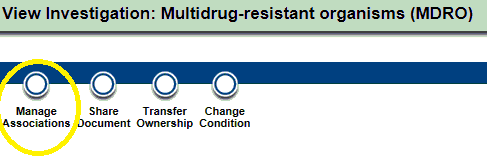 View Investigation: Multidrug-resistant organisms (MDRO)
Manage Associations
Share Document
Transfer Ownership
Change Condition